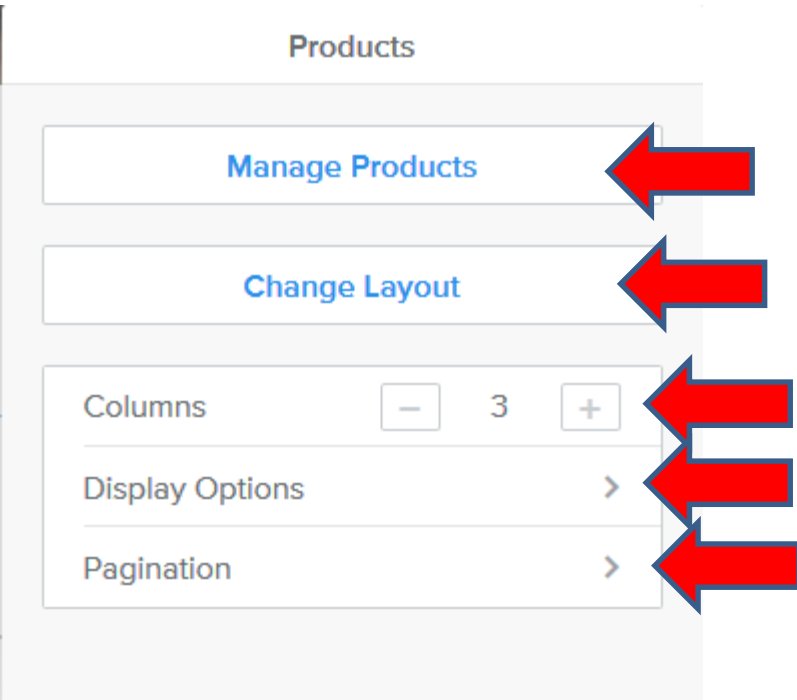 Products
Manage Products
Change Layout
Columns − 3 +
Display Options
Pagination